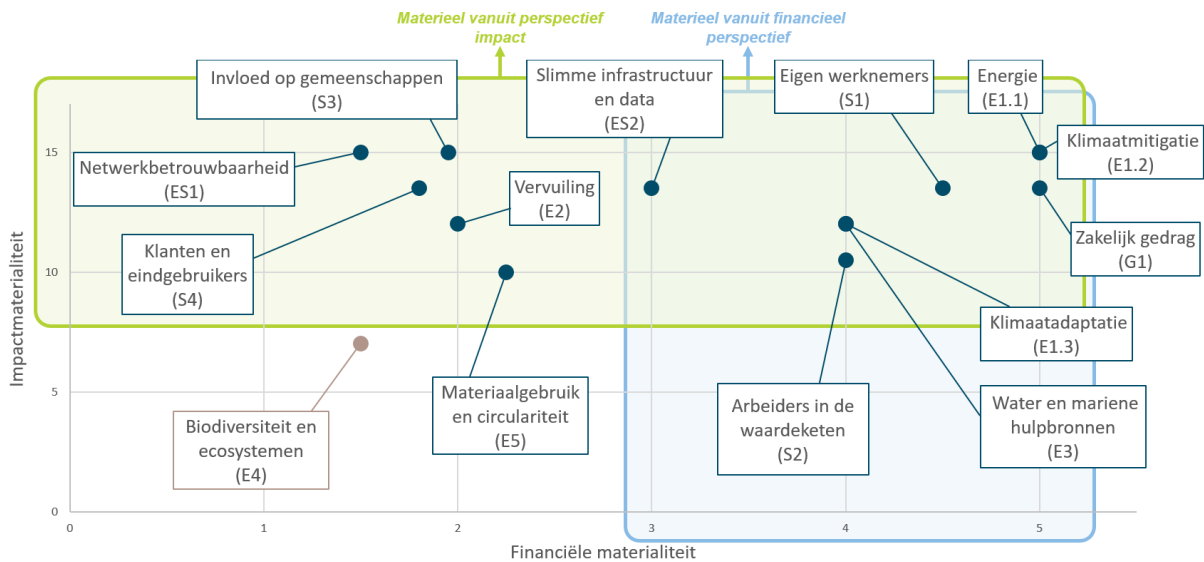 Materieel vanuit perspectief
impact
Materieel vanuit financieel
perspectief
Invloed op gemeenschappen
(S3)
Slimme infrastructuur
en data
(ES2)
Eigen werknemers
(S1)
Energie
(E1.1)
Klimaatmitigatie
(E1.2)
Netwerkbetrouwbaarheid
(ES1)
Vervuiling
(E2)
Klanten en
eindgebruikers
(S4)
Zakelijk gedrag
(G1)
Klimaatadaptatie
(E1.3)
Biodiversiteit en
ecosystemen
(E4)
Materiaalgebruik
en circulariteit
(E5)
Arbeiders in de
waardeketen
(S2)
Water en mariene
hulpbronnen
(E3)
Impactmaterialiteit
15
10
5
0
0
1
2
3
4
5
Financiële materialiteit